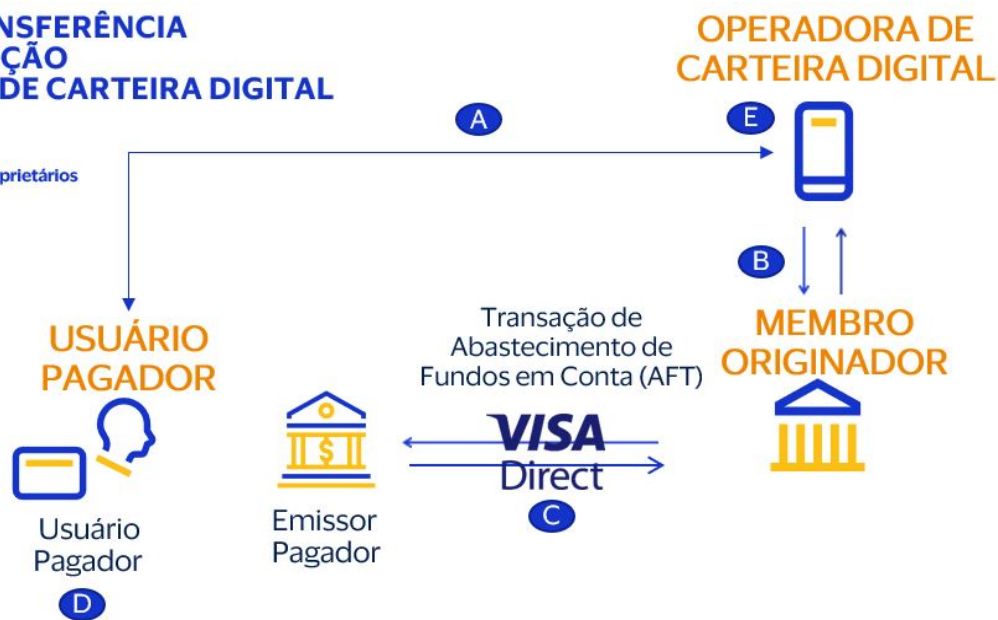 NSFERÊNCIA
ÇÃO
DE CARTEIRA DIGITAL
prietários
OPERADORA DE
CARTEIRA DIGITAL
A
E
B
USUÁRIO
PAGADOR
Transação de
Abastecimento de
Fundos em Conta (AFT)
MEMBRO
ORIGINADOR
VISA
Direct
C
Emissor
Pagador
Usuário
Pagador
D